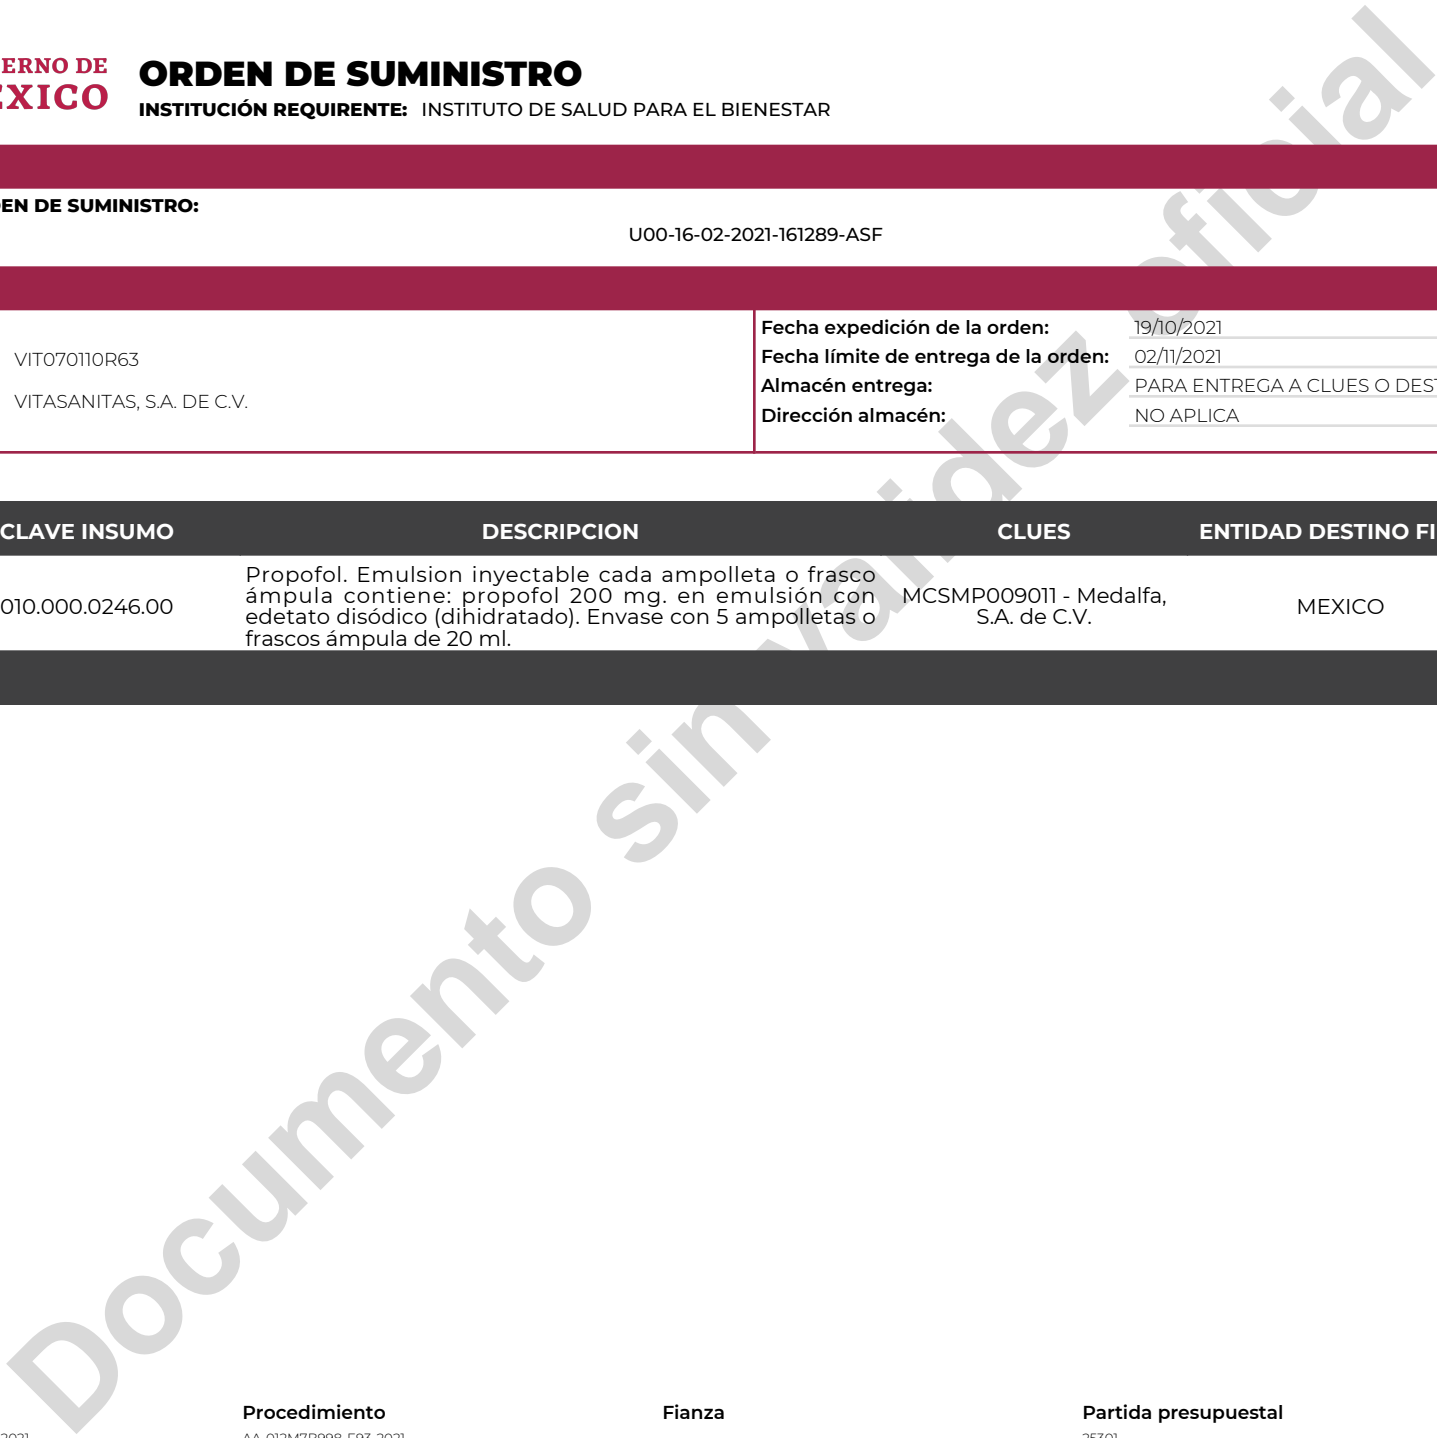 ERNO DE
ORDEN DE SUMINISTRO
EXICO
INSTITUCIÓN REQUIRENTE: INSTITUTO DE SALUD PARA EL BIENESTAR
EN DE SUMINISTRO:
U00-16-02-2021-161289-ASF
Fecha expedición de la orden: 19/10/2021
VIT070110R63
Fecha límite de entrega de la orden: 02/11/2021
VITASANITAS, S.A. DE C.V.
Almacén entrega: PARA ENTREGA A CLUES O DEST
Dirección almacén: NO APLICA
CLAVE INSUMO DESCRIPCION CLUES ENTIDAD DESTINO FI
010.000.0246.00
Propofol. Emulsion inyectable cada ampolleta o frasco
ámpula contiene: propofol 200 mg. en emulsión con
edetato disódico (dihidratado). Envase con 5 ampolletas o
frascos ámpula de 20 ml.
MCSMP009011 - Medalfa,
S.A. de C.V.
MEXICO
Documento sin validez oficial
Procedimiento Fianza Partida presupuestal